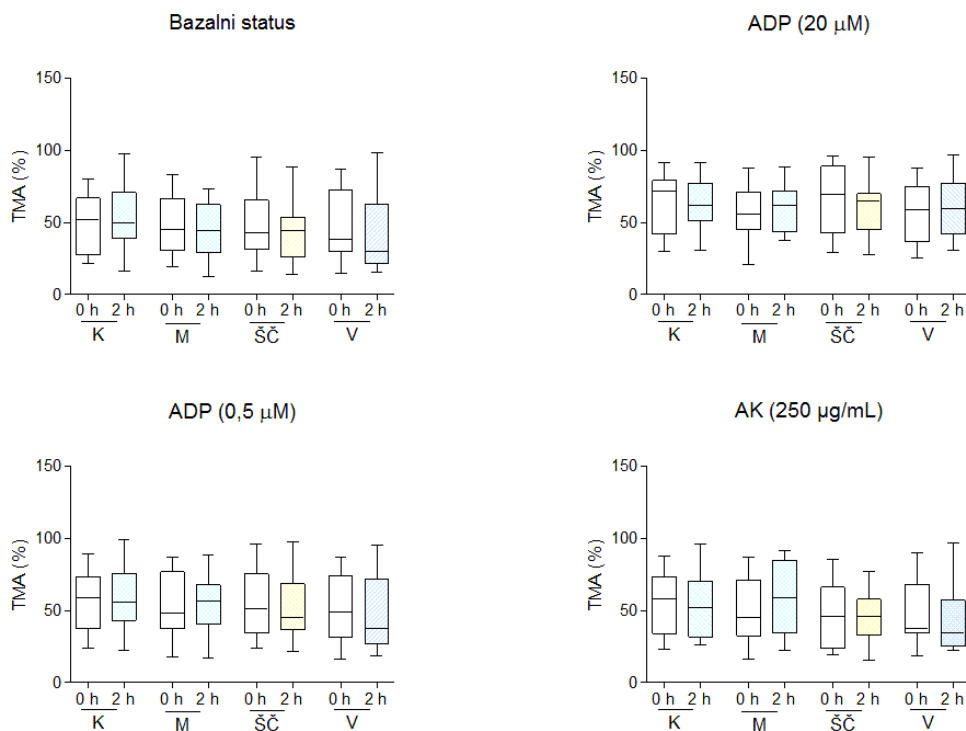 Bazalni status
TMA (%)
150
100
50
0
0 h 2 h 0 h 2 h 0 h 2 h 0 h 2 h
K M ŠČ V
ADP (20 μM)
TMA (%)
150
100
50
0
0 h 2 h 0 h 2 h 0 h 2 h 0 h 2 h
K M ŠČ V
ADP (0,5 μM)
TMA (%)
150
100
50
0
0 h 2 h 0 h 2 h 0 h 2 h 0 h 2 h
K M ŠČ V
AK (250 µg/mL)
TMA (%)
150
100
50
0
0 h 2 h 0 h 2 h 0 h 2 h 0 h 2 h
K M ŠČ V